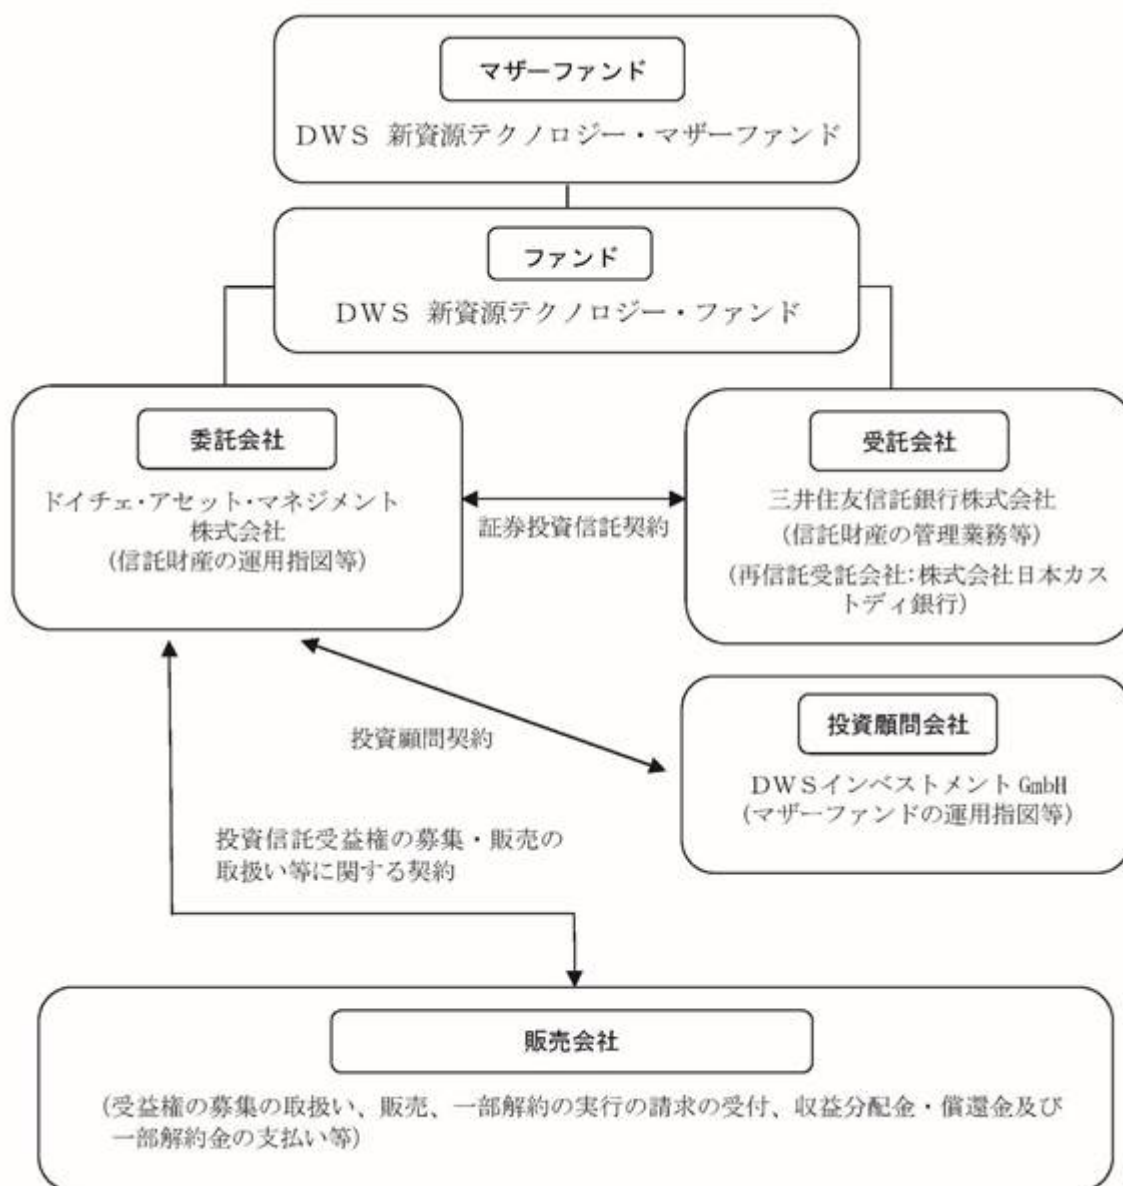 マザーファンド
DWS 新資源テクノロジー・マザーファンド
ファンド
DWS 新資源テクノロジー・ファンド
委託会社
ドイチェ・アセット・マネジメント
株式会社
(信託財産の運用指図等)
証券投資信託契約
受託会社
三井住友信託銀行株式会社
(信託財産の管理業務等)
(再信託受託会社:株式会社日本カス
トディ銀行)
投資顧問契約
投資顧問会社
DWSインベストメント GmbH
(マザーファンドの運用指図等)
投資信託受益権の募集・販売の
取扱い等に関する契約
販売会社
(受益権の募集の取扱い、販売、一部解約の実行の請求の受付、収益分配金・償還金及び
一部解約金の支払い等)